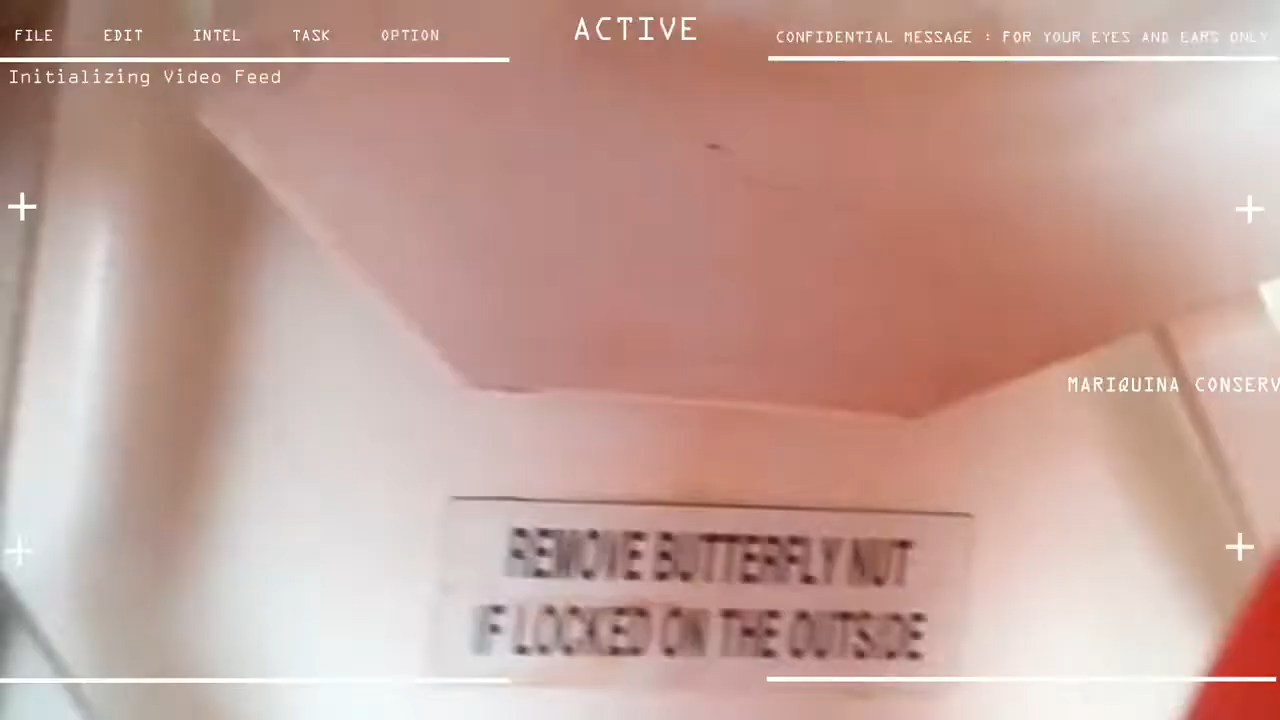 FILE EDIT INTEL TASK OPTION
ACTIVE
CONFIDENTIAL MESSAGE : FOR YOUR EYES AND EARS ONLY
Initializing Video Feed
MARIQUINA CONSERV
REMOVE BUTTERFLY NUT
IF LOCKED ON THE OUTSIDE